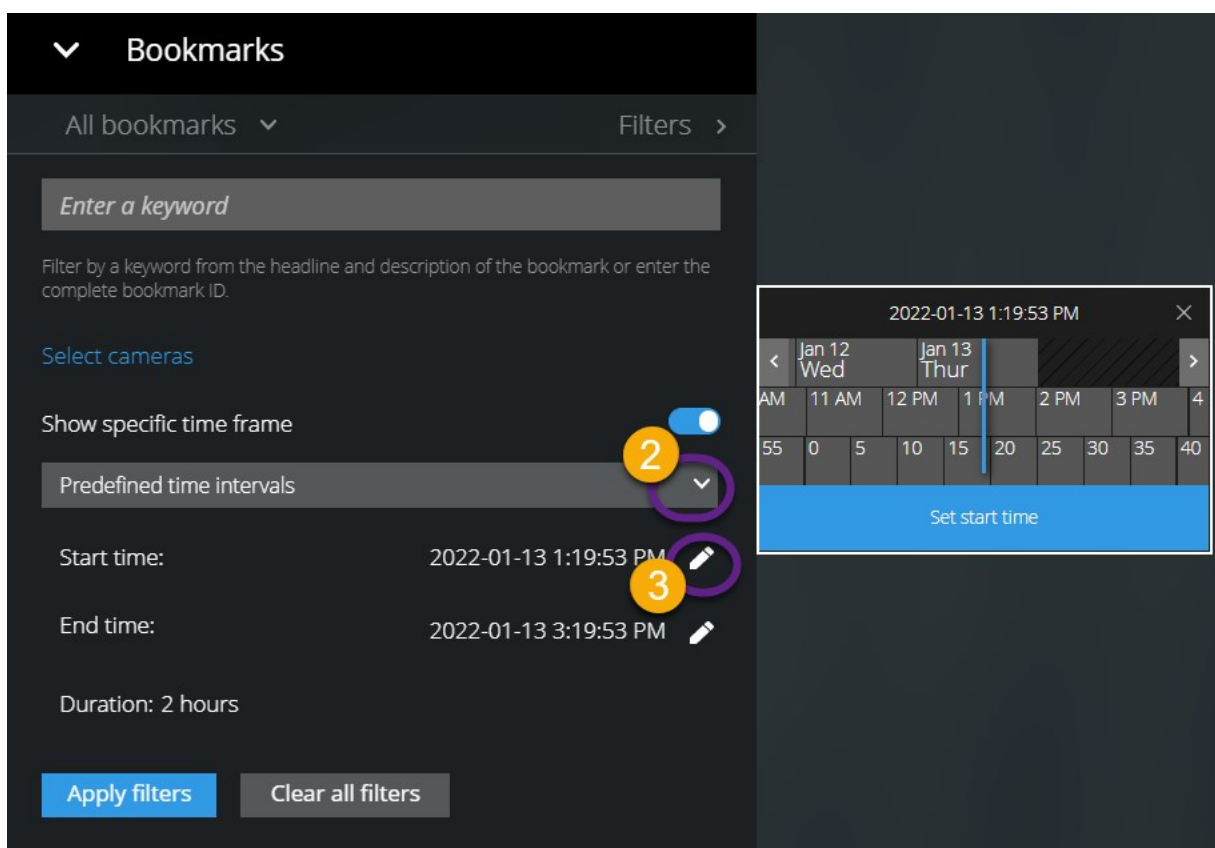 Bookmarks
All bookmarks
Filters
Enter a keyword
Filter by a keyword from the headline and description of the bookmark or enter the
complete bookmark ID.
Select cameras
Show specific time frame
2
Predefined time intervals
Start time: 2022-01-13 1:19:53 PM
3
End time: 2022-01-13 3:19:53 PM
Duration: 2 hours
Apply filters
Clear all filters
2022-01-13 1:19:53 PM
Jan 12 Jan 13
Wed Thur
AM 11 AM 12 PM 1 PM 2 PM 3 PM 4
55 0 5 10 15 20 25 30 35 40
Set start time